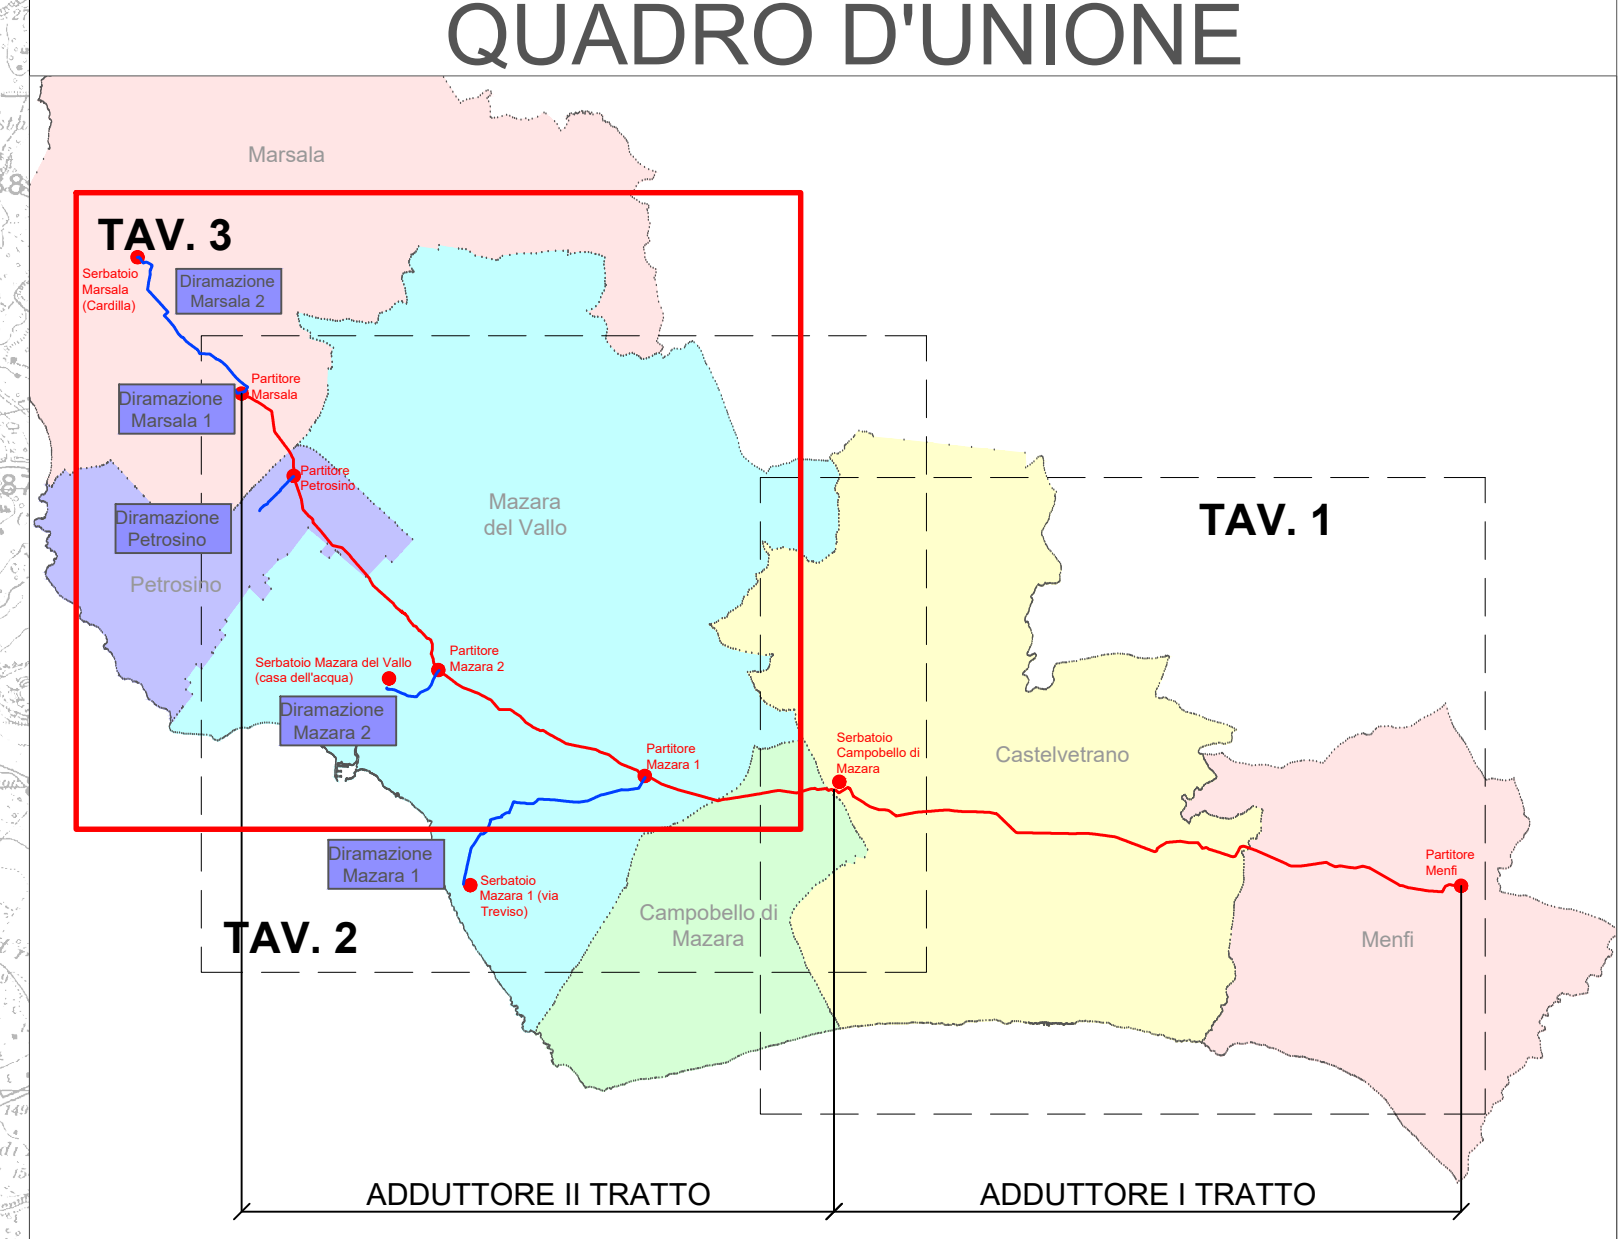 QUADRO D'UNIONE
Marsala
TAV. 3
Serbatoio
Marsala
(Cardilla)
Diramazione
Marsala 2
Partitore
Marsala
Diramazione
Marsala 1
Partitore
Petrosino
Diramazione
Petrosino
Petrosino
Mazara
del Vallo
TAV. 1
Serbatoio Mazara del Vallo
(casa dell'acqua)
Partitore
Mazara 2
Diramazione
Mazara 2
Partitore
Mazara 1
Serbatoio
Campobello di
Mazara
Castelvetrano
Diramazione
Mazara 1
Serbatoio
Mazara 1 (via
Treviso)
Partitore
Menfi
Campobello di
Mazara
Menfi
TAV. 2
ADDUTTORE II TRATTO
ADDUTTORE I TRATTO